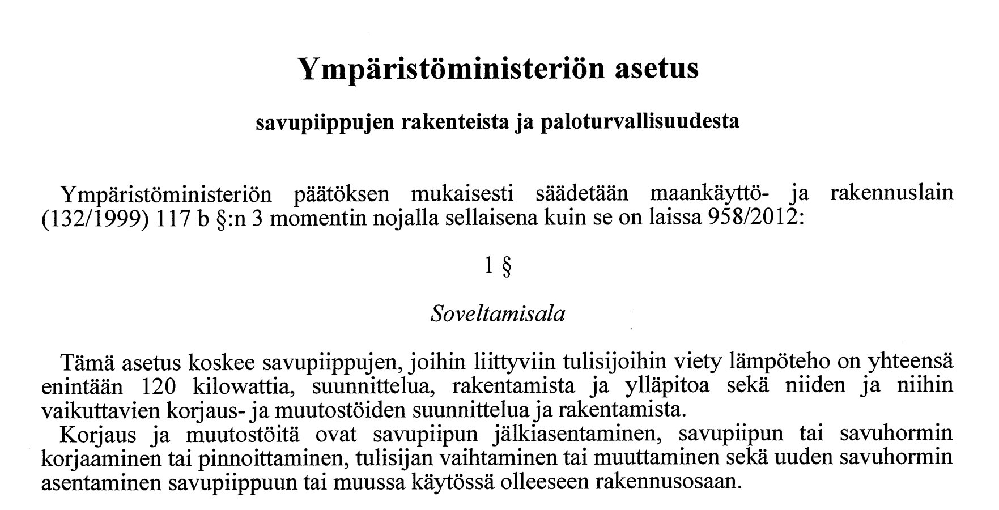 Ympäristöministeriön asetus
savupiippujen rakenteista ja paloturvallisuudesta
Ympäristöministeriön päätöksen mukaisesti säädetään maankäyttö- ja rakennuslain
(132/1999) 117 b §:n 3 momentin nojalla sellaisena kuin se on laissa 958/2012:
1 §
Soveltamisala
Tämä asetus koskee savupiippujen, joihin liittyviin tulisijoihin viety lämpöteho on yhteensä
enintään 120 kilowattia, suunnittelua, rakentamista ja ylläpitoa sekä niiden ja niihin
vaikuttavien korjaus- ja muutostöiden suunnittelua ja rakentamista.
Korjaus ja muutostöitä ovat savupiipun jälkiasentaminen, savupiipun tai savuhormin
korjaaminen tai pinnoittaminen, tulisijan vaihtaminen tai muuttaminen sekä uuden savuhormin
asentaminen savupiippuun tai muussa käytössä olleeseen rakennusosaan.